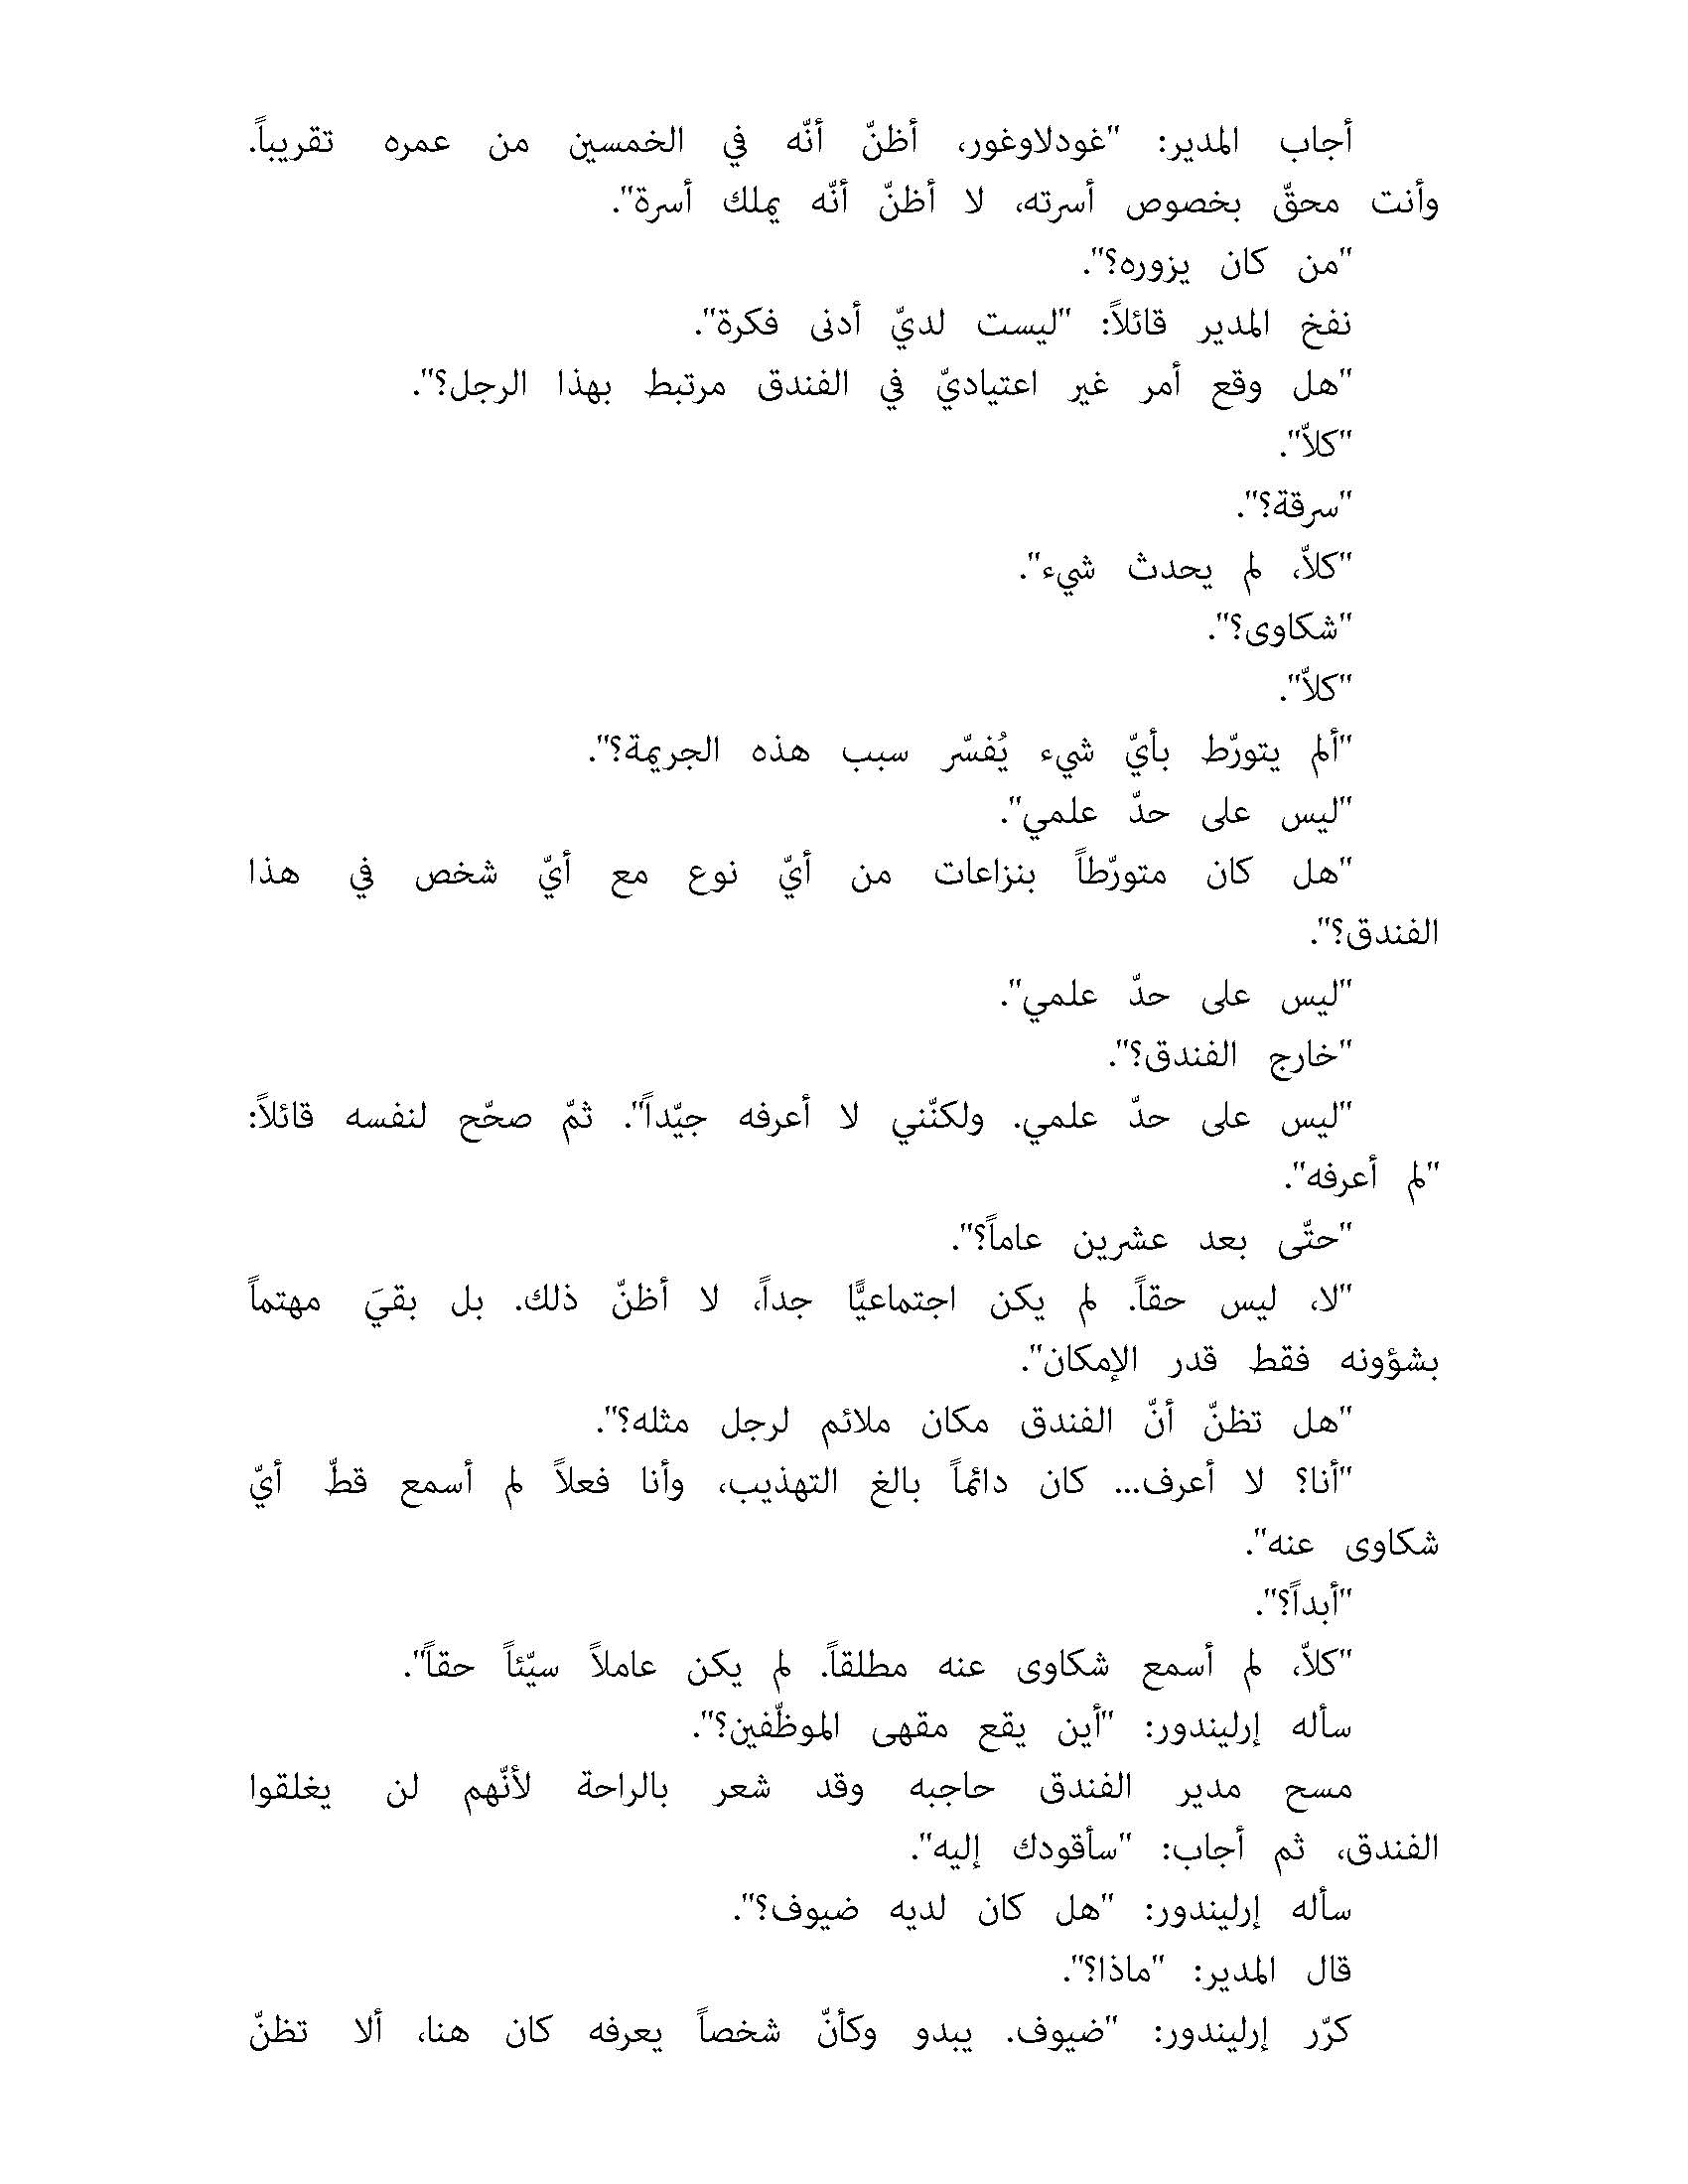 أجاب المدير: "غودلاوغور، أظنّ أنّه في الخمسين من عمره تقريباً.
وأنت محقّ بخصوص أسرته، لا أظنّ أنّه يملك أسرة".
"من كان يزوره؟".
نفخ المدير قائلاً: "ليست لديّ أدنى فكرة".
"هل وقع أمر غير اعتياديّ في الفندق مرتبط بهذا الرجل؟".
"كلاّ".
"سرقة؟".
"كلاّ، لم يحدث شيء".
"شكاوى؟".
"كلاّ".
"ألم يتورّط بأيّ شيء يُفسّر سبب هذه الجريمة؟".
"ليس على حدّ علمي".
"هل كان متورّطاً بنزاعات من أيّ نوع مع أيّ شخص في هذا
الفندق؟".
"ليس على حدّ علمي".
"خارج الفندق؟".
"ليس على حدّ علمي. ولكنّني لا أعرفه جيّداً". ثمّ صحّح لنفسه قائلاً:
"لم أعرفه".
"حتّى بعد عشرين عاماً؟".
"لا، ليس حقاً. لم يكن اجتماعيًّا جداً، لا أظنّ ذلك. بل بقيَ مهتماً
بشؤونه فقط قدر الإمكان".
"هل تظنّ أنّ الفندق مكان ملائم لرجل مثله؟".
"أنا؟ لا أعرف... كان دائماً بالغ التهذيب، وأنا فعلاً لم أسمع قطّ أيّ
شكاوى عنه".
"أبداً؟".
"كلاّ، لم أسمع شكاوى عنه مطلقاً. لم يكن عاملاً سيّئاً حقاً".
سأله إرليندور: "أين يقع مقهى الموظّفين؟".
مسح مدير الفندق حاجبه وقد شعر بالراحة لأنّهم لن يغلقوا
الفندق، ثم أجاب: "سأقودك إليه".
سأله إرليندور: "هل كان لديه ضيوف؟".
قال المدير: "ماذا؟".
كرّر إرليندور: "ضيوف. يبدو وكأنّ شخصاً يعرفه كان هنا، ألا تظنّ